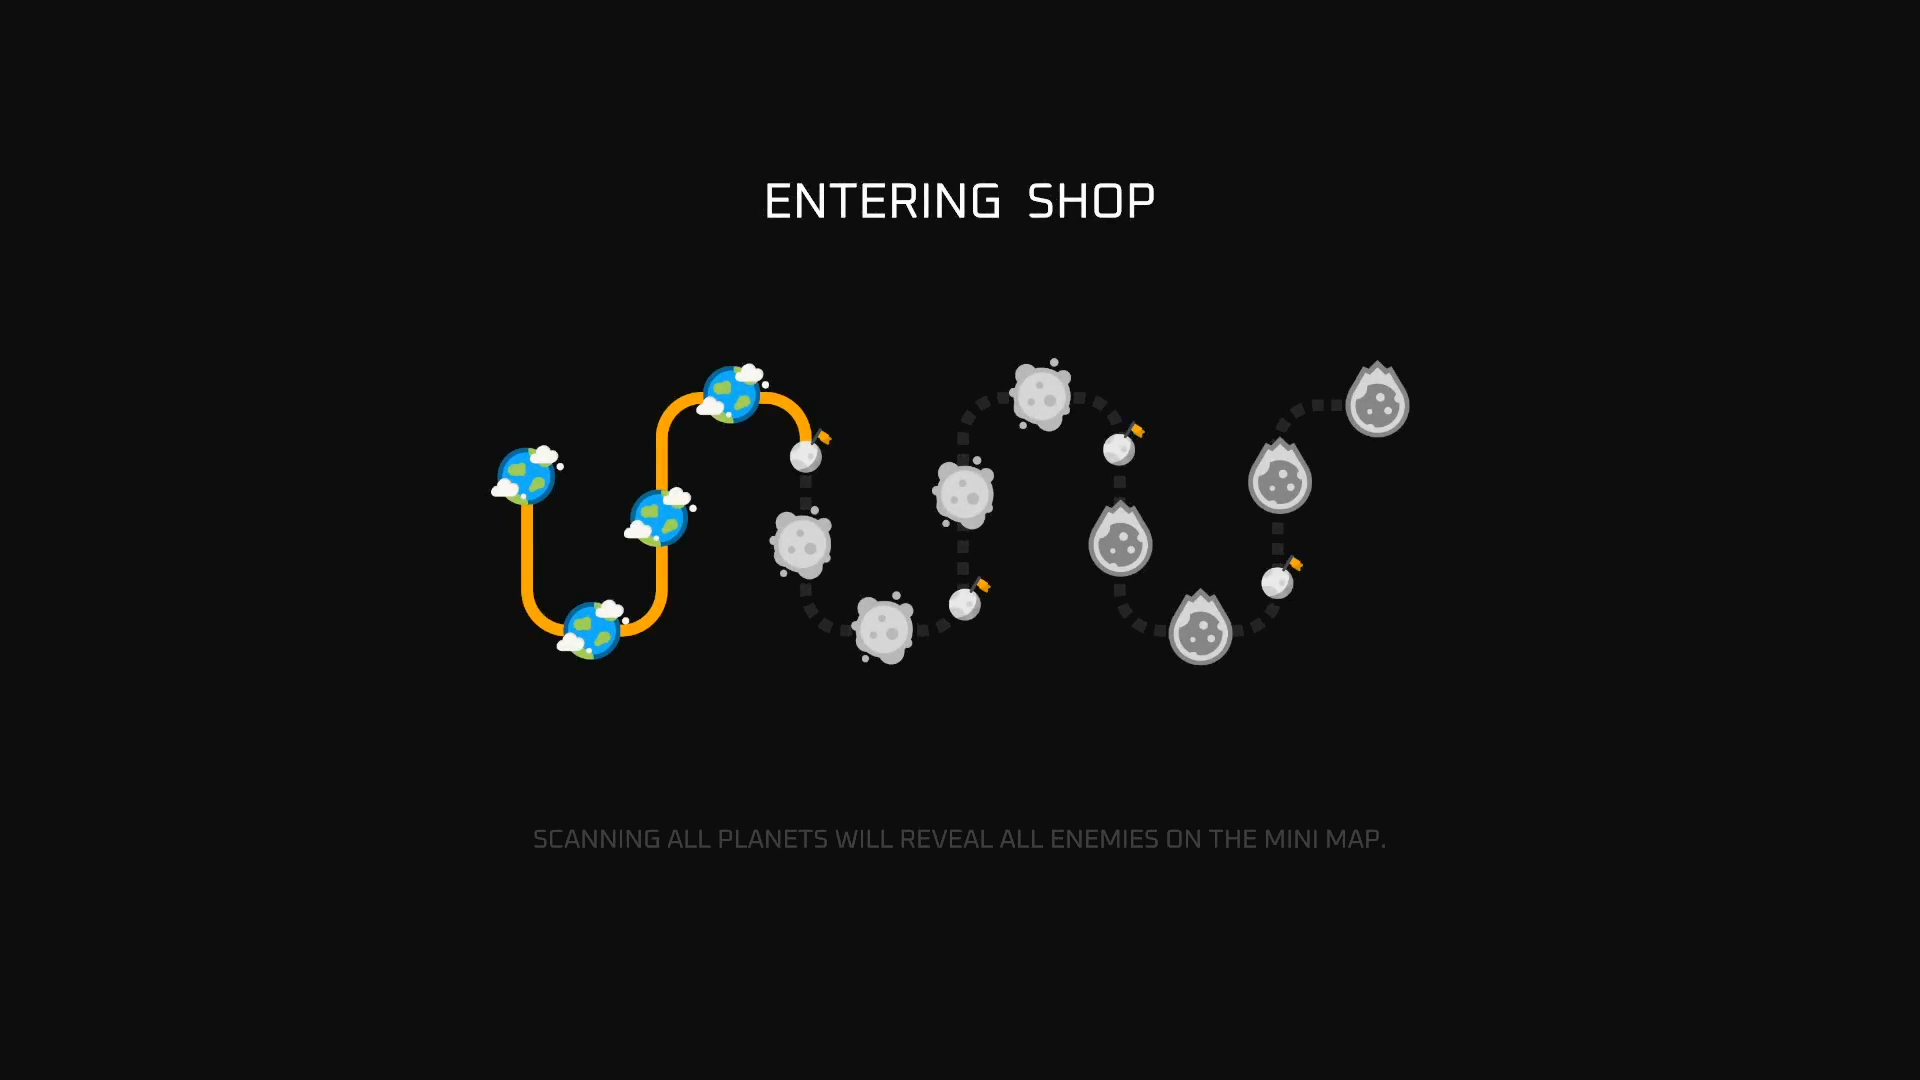 ENTERING SHOP
SCANNING ALL PLANETS WILL REVEAL ALL ENEMIES ON THE MINI MAP.